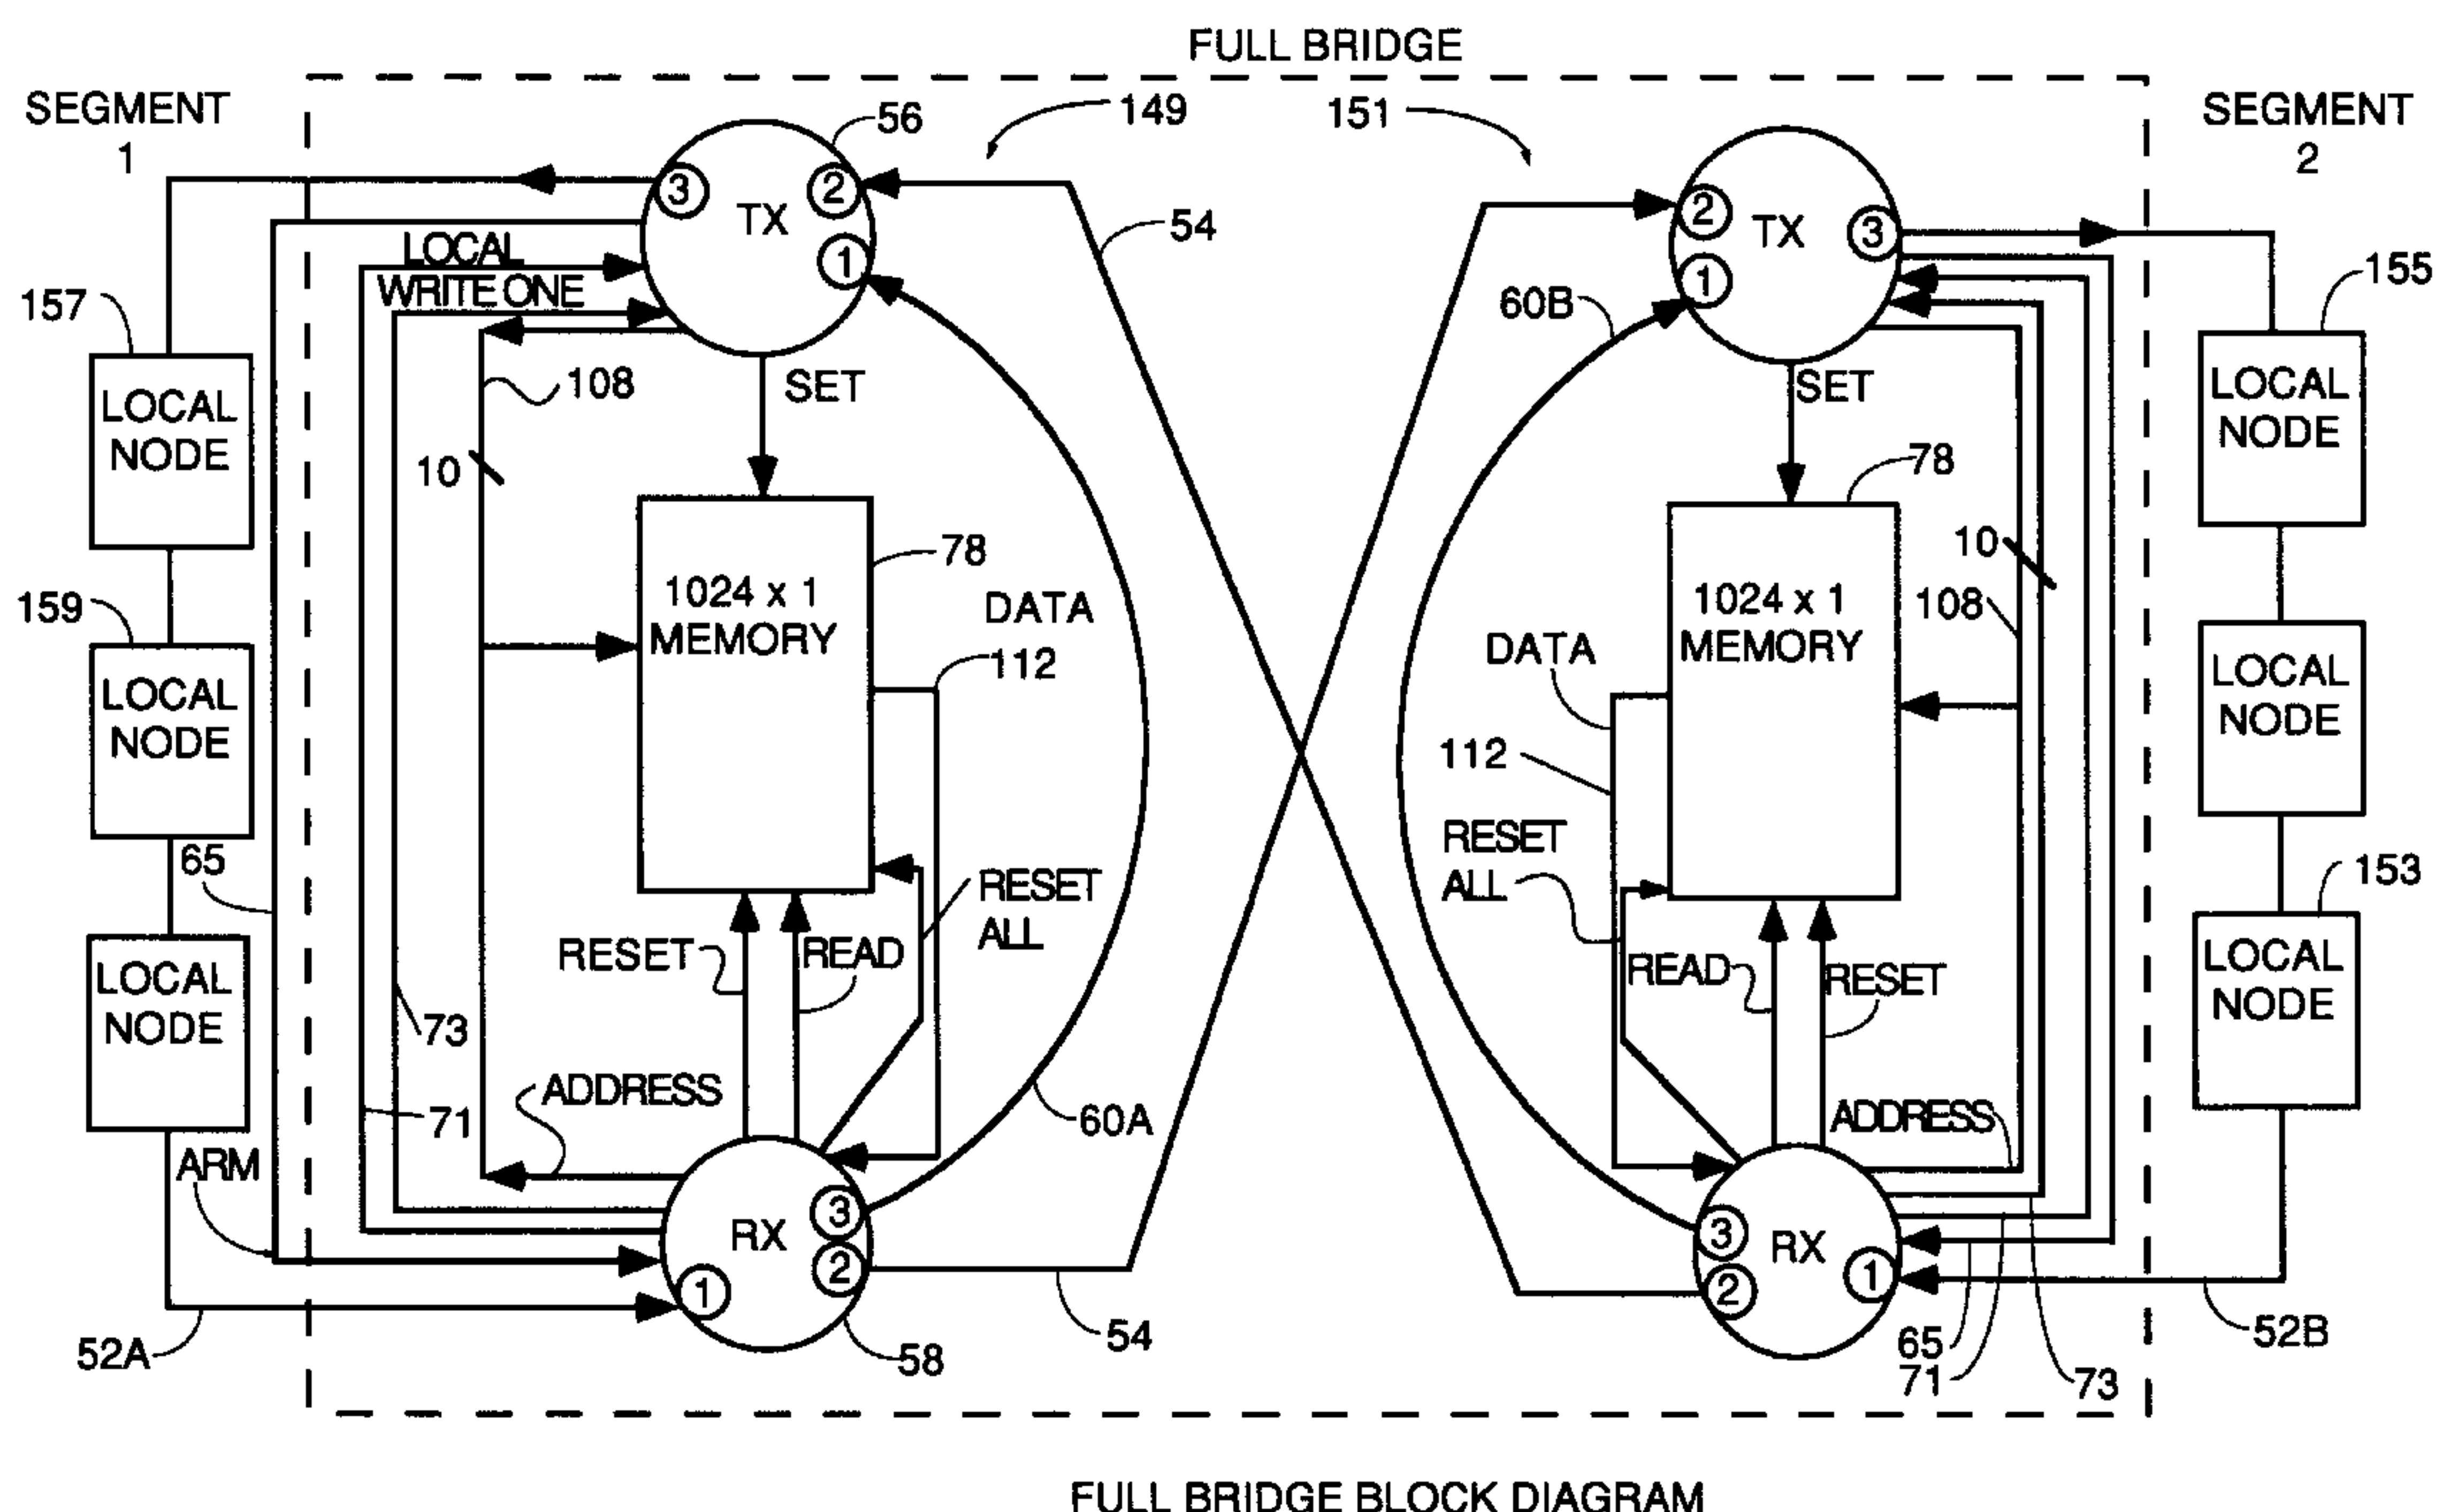 FULL BRIDGE
SEGMENT
1
56
149
151
SEGMENT
2
3
2
TX
1
54
2
TX
3
1
LOCAL
WRITE ONE
157
60B
155
LOCAL
NODE
108
SET
SET
LOCAL
NODE
10
78
78
10
159
1024 x 1
MEMORY
DATA
112
1024 x 1
MEMORY
108
DATA
LOCAL
NODE
LOCAL
NODE
112
65
RESET
ALL
RESET
ALL
153
RESET
READ
READ
RESET
LOCAL
NODE
LOCAL
NODE
73
71
ADDRESS
60A
ADDRESS
ARM
RX
3
2
1
3
2
RX
1
52A
58
54
65
71
73
52B
FULL BRIDGE BLOCK DIAGRAM